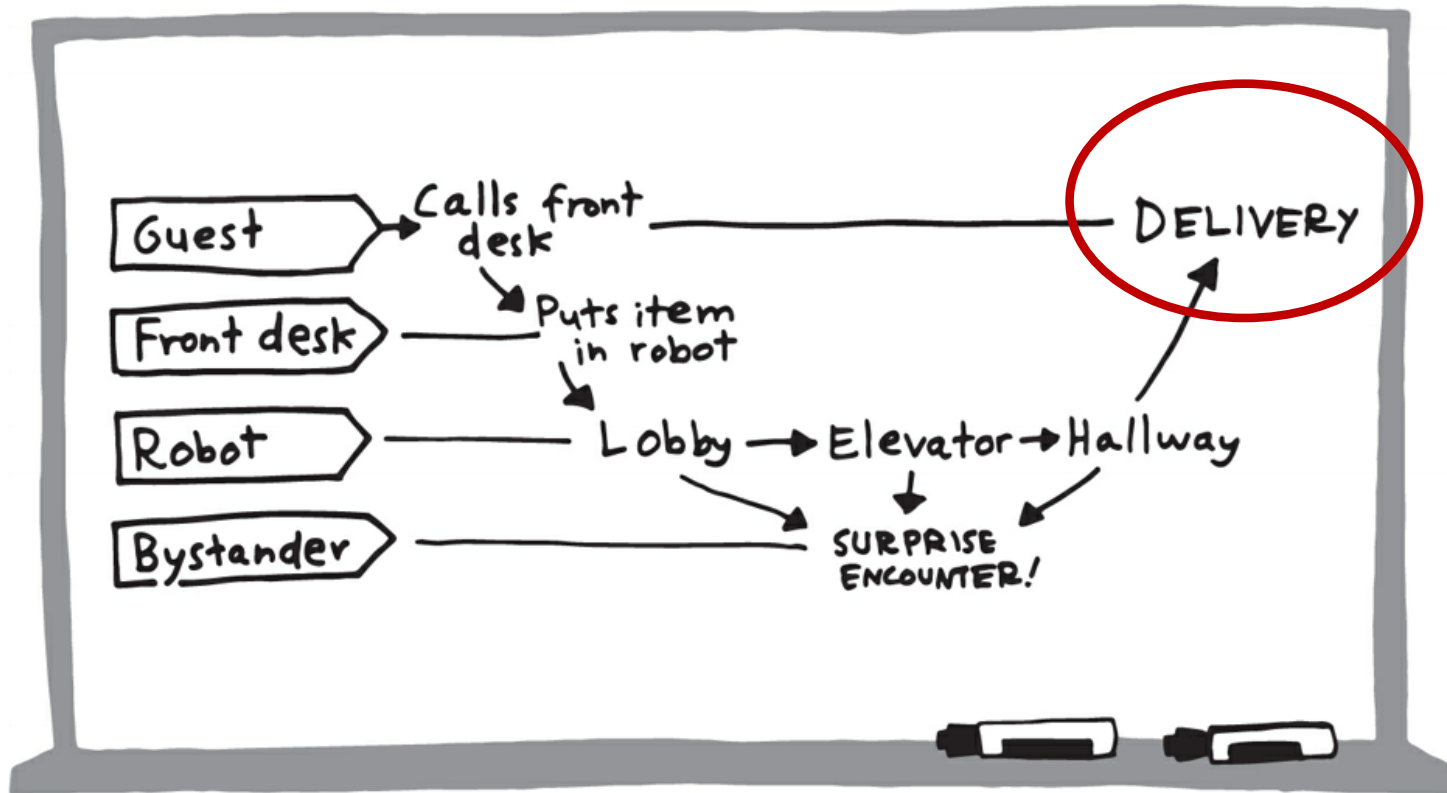 Guest
Calls front
desk
DELIVERY
Front desk
Puts item
in robot
Robot
Lobby
Elevator
Hallway
Bystander
SURPRISE
ENCOUNTER!